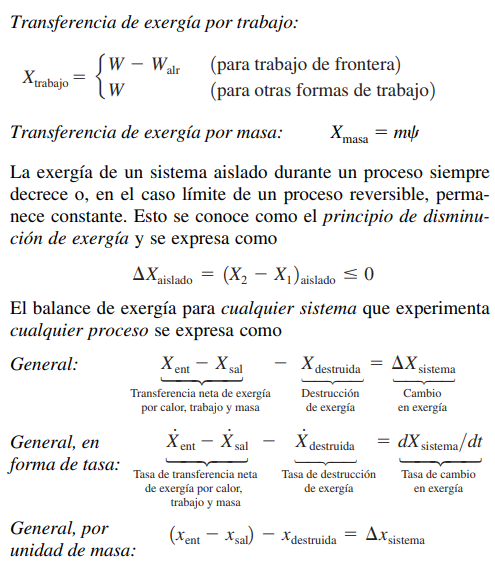 Transferencia de exergía por trabajo:
X_trabajo = { W − W_alr (para trabajo de frontera)
W (para otras formas de trabajo)
Transferencia de exergía por masa: X_masa = mψ
La exergía de un sistema aislado durante un proceso siempre
decrece o, en el caso límite de un proceso reversible, perma-
nece constante. Esto se conoce como el principio de disminu-
ción de exergía y se expresa como
ΔX_aislado = (X_2 − X_1)_aislado ≤ 0
El balance de exergía para cualquier sistema que experimenta
cualquier proceso se expresa como
General: X_ent − X_sal − X_destruida = ΔX_sistema
Transferencia neta de exergía Destrucción Cambio
por calor, trabajo y masa de exergía en exergía
General, en Ẋ_ent − Ẋ_sal − Ẋ_destruida = dX_sistema/dt
forma de tasa: Tasa de transferencia neta Tasa de destrucción Tasa de cambio
de exergía por calor, de exergía en exergía
trabajo y masa
General, por (x_ent − x_sal) − x_destruida = Δx_sistema
unidad de masa: